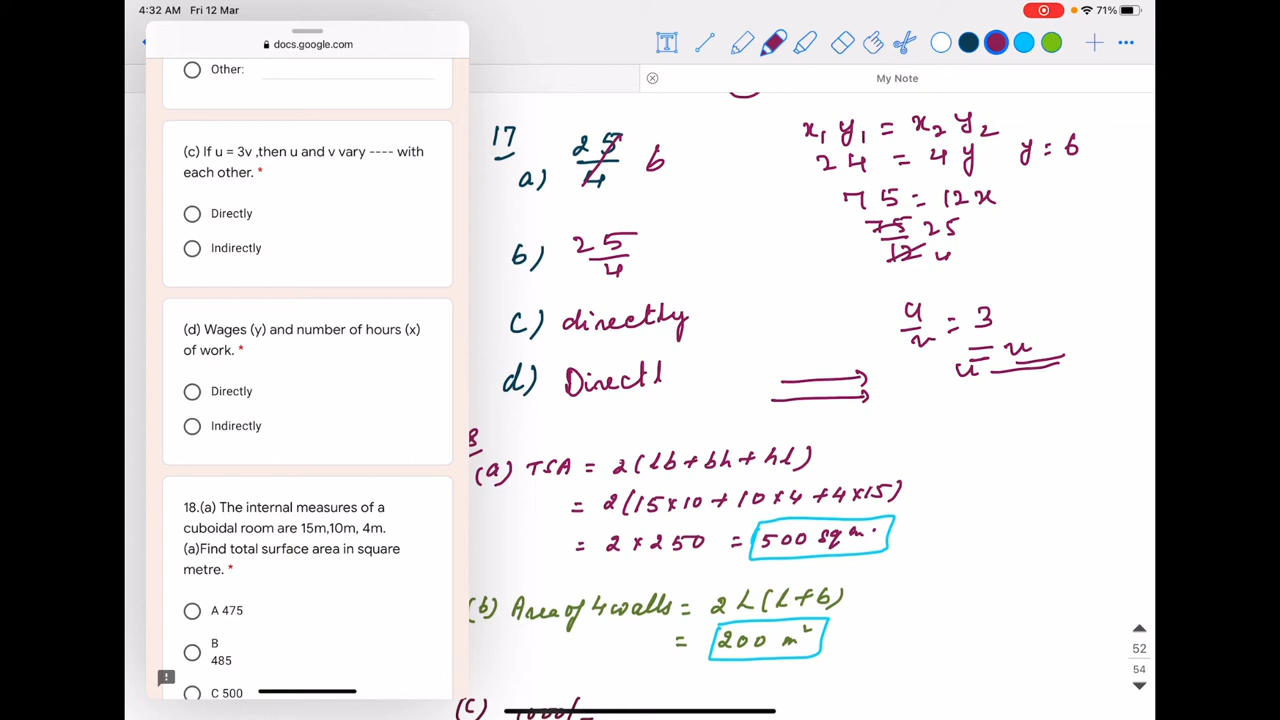 4:32 AM Fri 12 Mar
71%
docs.google.com
My Note
Other:
(c) If u = 3v ,then u and v vary ---- with
each other. *
Directly
Indirectly
(d) Wages (y) and number of hours (x)
of work. *
Directly
Indirectly
18.(a) The internal measures of a
cuboidal room are 15m,10m, 4m.
(a)Find total surface area in square
metre. *
A 475
B
485
C 500
17
a) 25/4 6
b) 25/4
c) directly
d) Directl
x₁ y₁ = x₂ y₂
24 = 4y y = 6
75 = 12x
75 25
12 4
u/v = 3
(a) TSA = 2(lb+bh+hl)
= 2(15×10+10×4+4×15)
= 2×250 = 500 sq m.
(b) Area of 4 walls = 2h(l+b)
= 200 m²
(c)
52
54